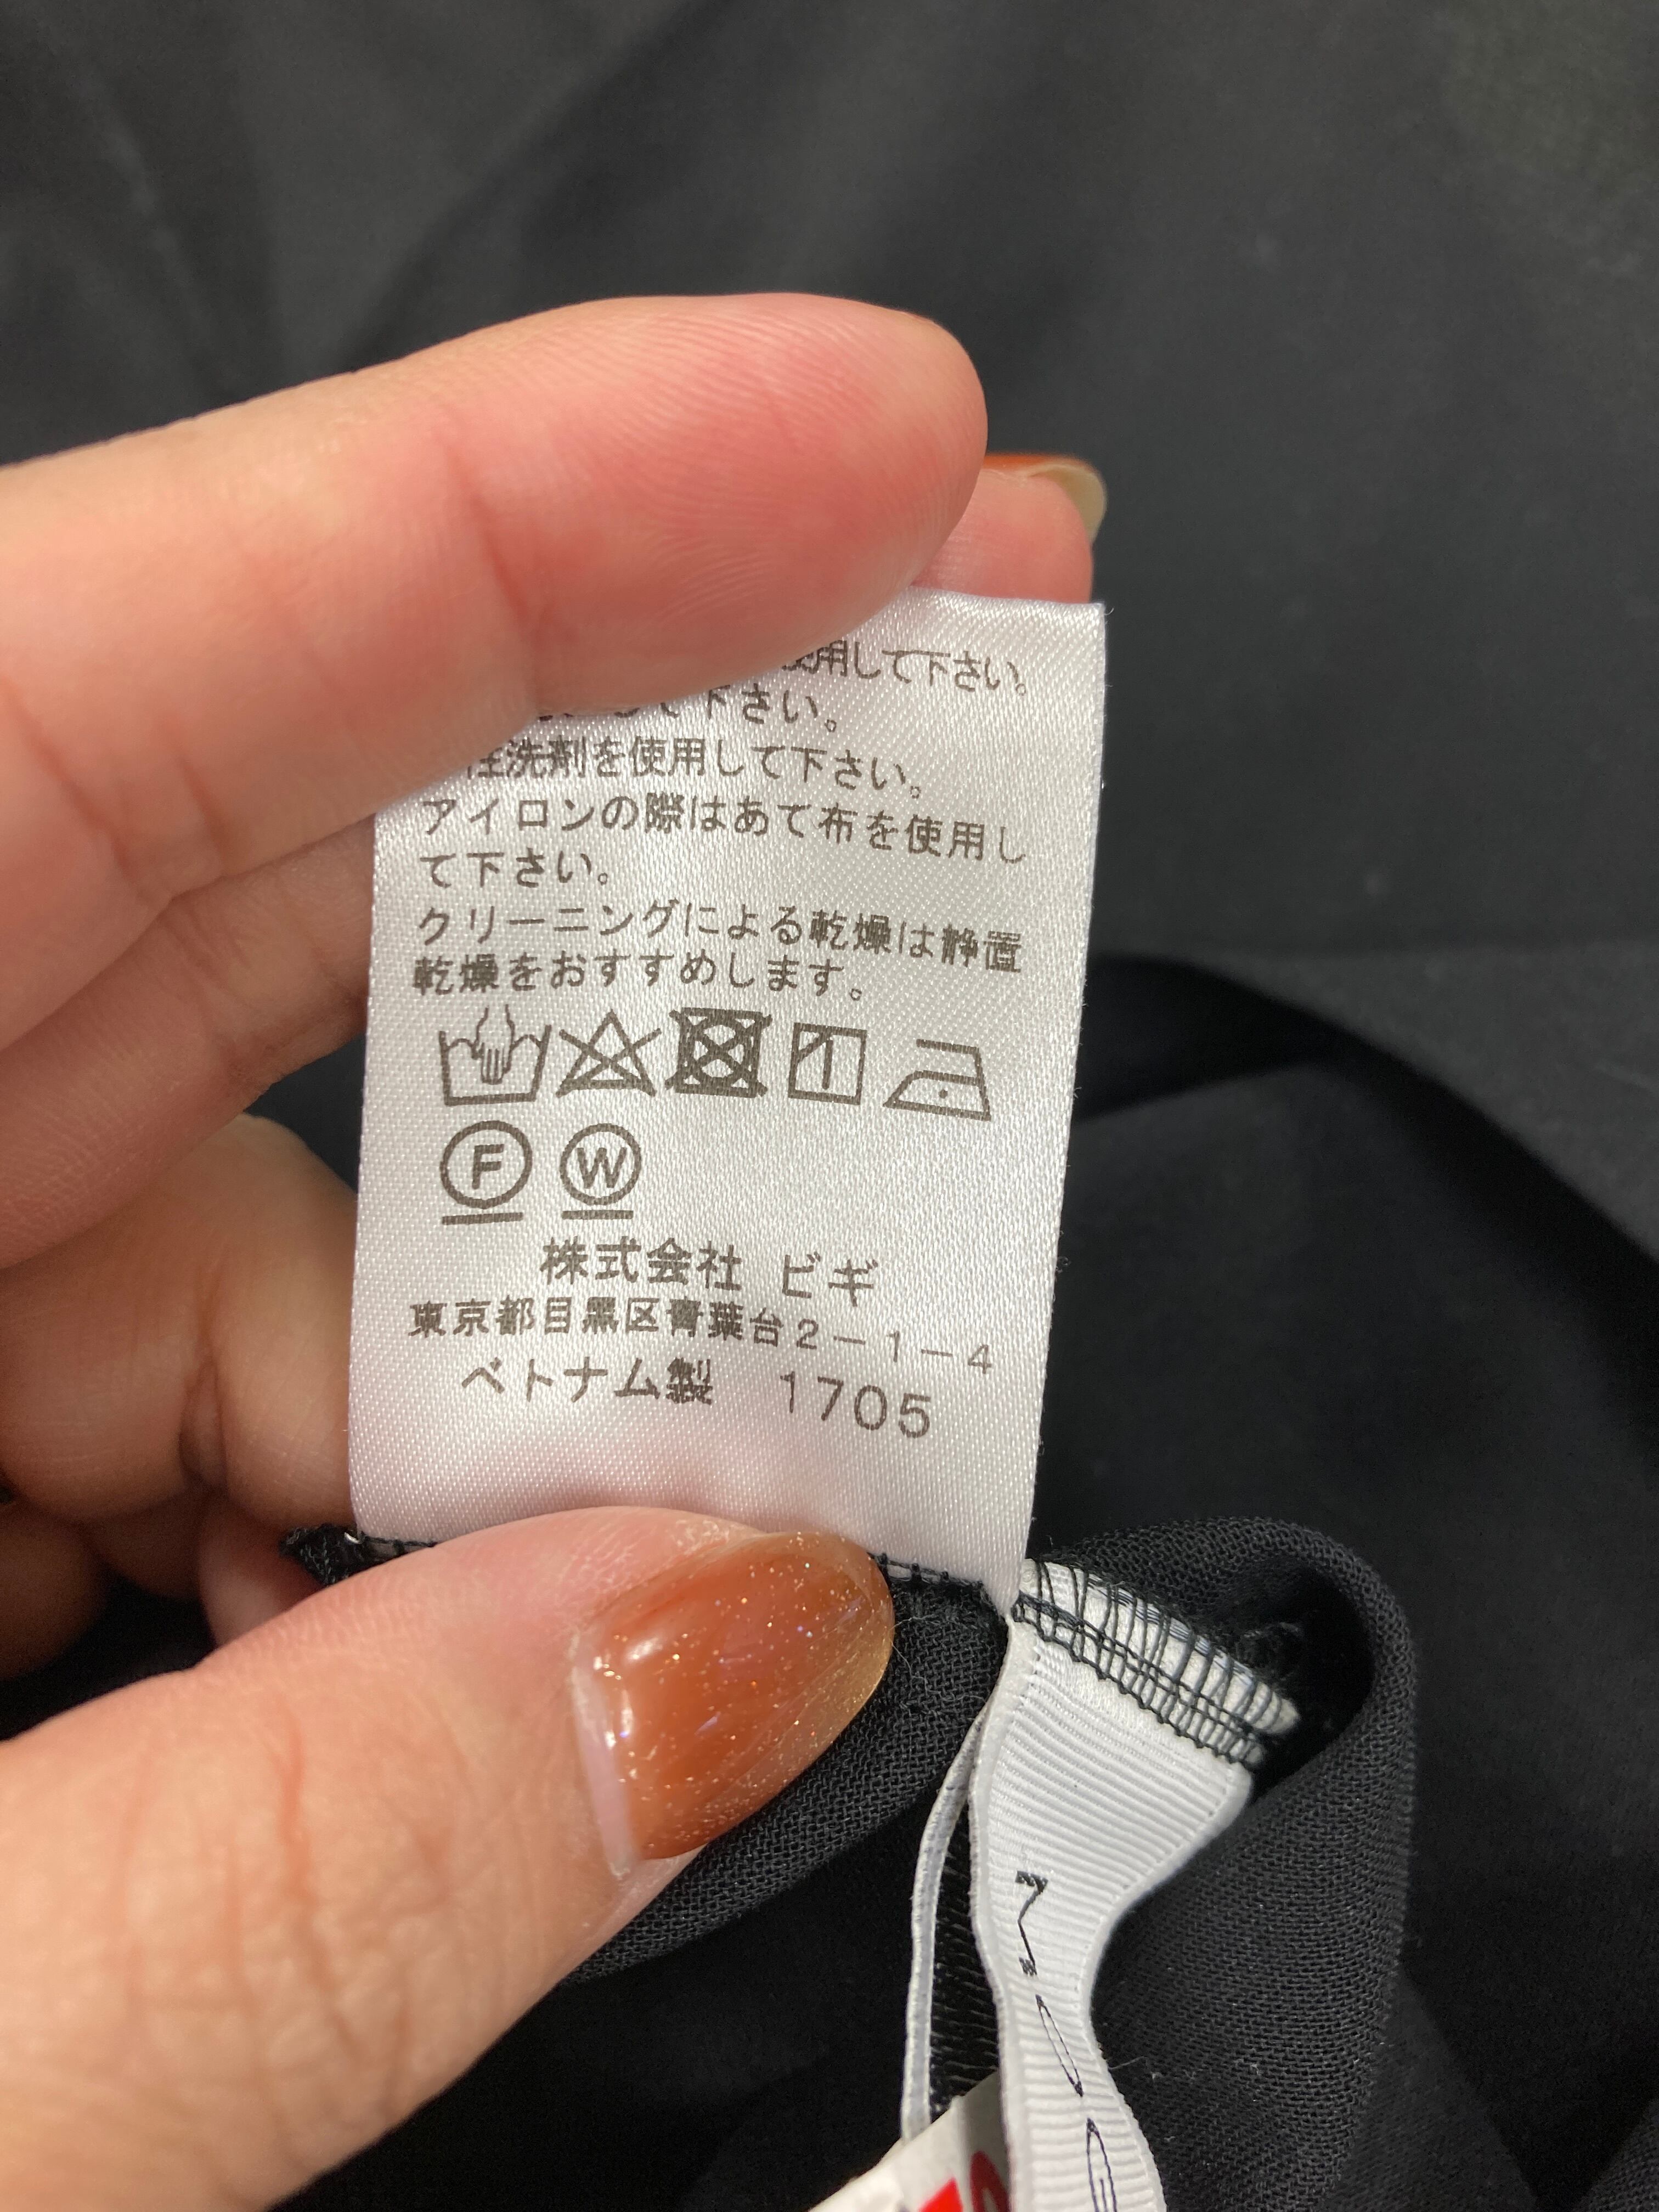 用して下さい。
して下さい。
性洗剤を使用して下さい。
アイロンの際はあて布を使用し
て下さい。
クリーニングによる乾燥は静置
乾燥をおすすめします。
F W
株式会社 ビギ
東京都目黒区青葉台2-1-4
ベトナム製 1705